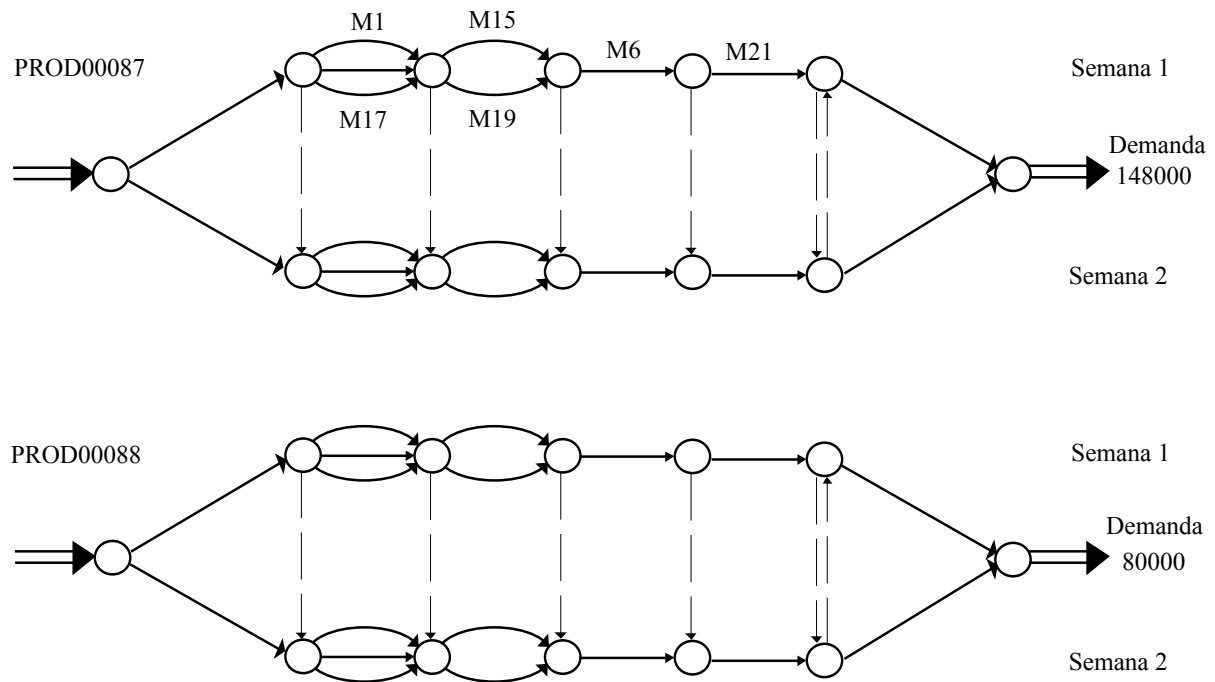 M1
M15
M6
M21
PROD00087
Semana 1
M17
M19
Demanda
148000
Semana 2
PROD00088
Semana 1
Demanda
80000
Semana 2